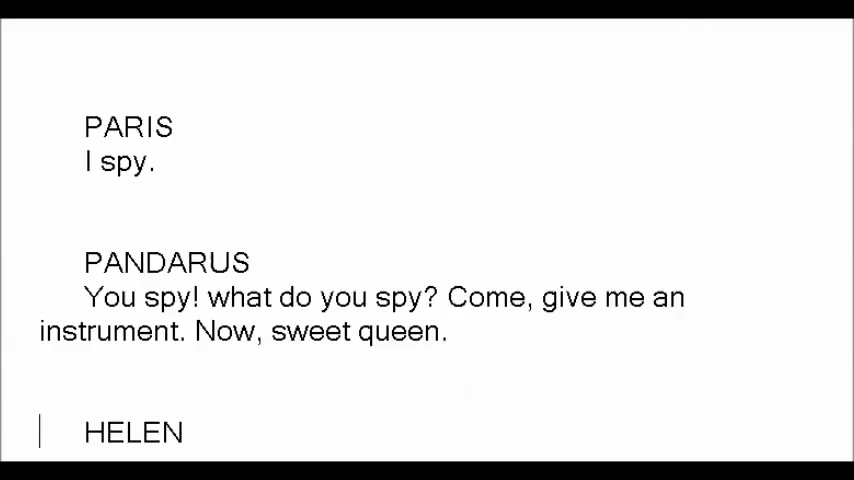 PARIS
I spy.
PANDARUS
You spy! what do you spy? Come, give me an
instrument. Now, sweet queen.
HELEN